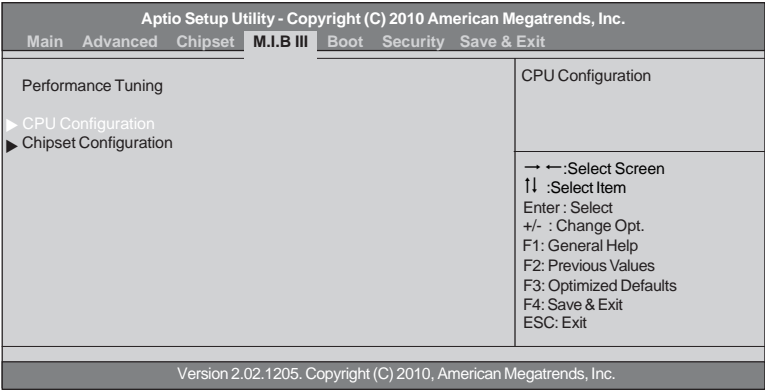 Aptio Setup Utility - Copyright (C) 2010 American Megatrends, Inc.
Main Advanced Chipset M.I.B III Boot Security Save & Exit
Performance Tuning
▶ CPU Configuration
▶ Chipset Configuration
CPU Configuration
→ ←:Select Screen
↑↓ :Select Item
Enter : Select
+/- : Change Opt.
F1: General Help
F2: Previous Values
F3: Optimized Defaults
F4: Save & Exit
ESC: Exit
Version 2.02.1205. Copyright (C) 2010, American Megatrends, Inc.